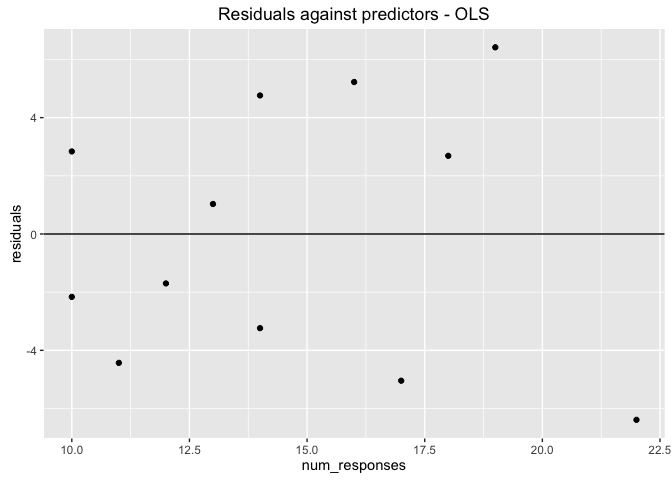 Residuals against predictors - OLS
residuals
4
0
-4
10.0 12.5 15.0 17.5 20.0 22.5
num_responses